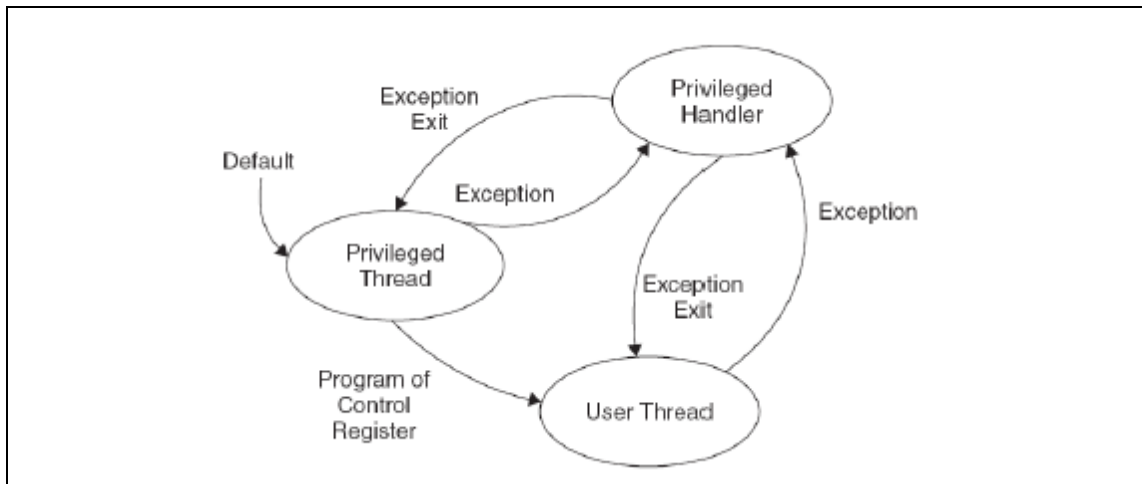 Privileged
Handler
Exception
Exit
Default
Exception
Exception
Privileged
Thread
Exception
Exit
Program of
Control
Register
User Thread